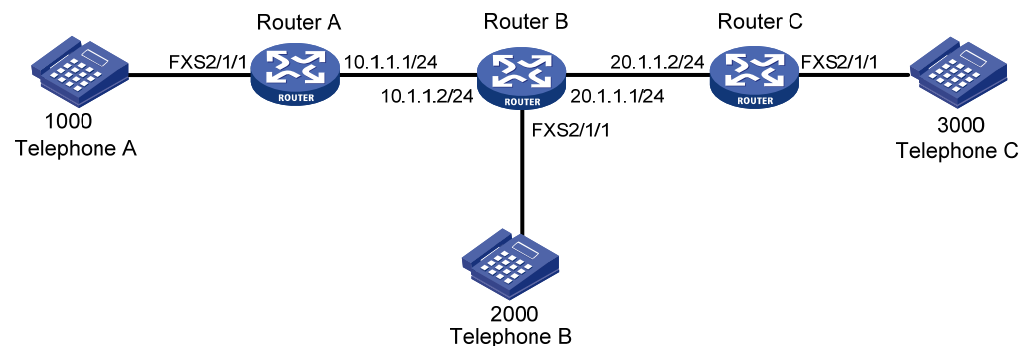 Router A
Router B
Router C
FXS2/1/1
10.1.1.1/24
20.1.1.2/24
FXS2/1/1
ROUTER
10.1.1.2/24
ROUTER
20.1.1.1/24
ROUTER
1000
Telephone A
FXS2/1/1
3000
Telephone C
2000
Telephone B